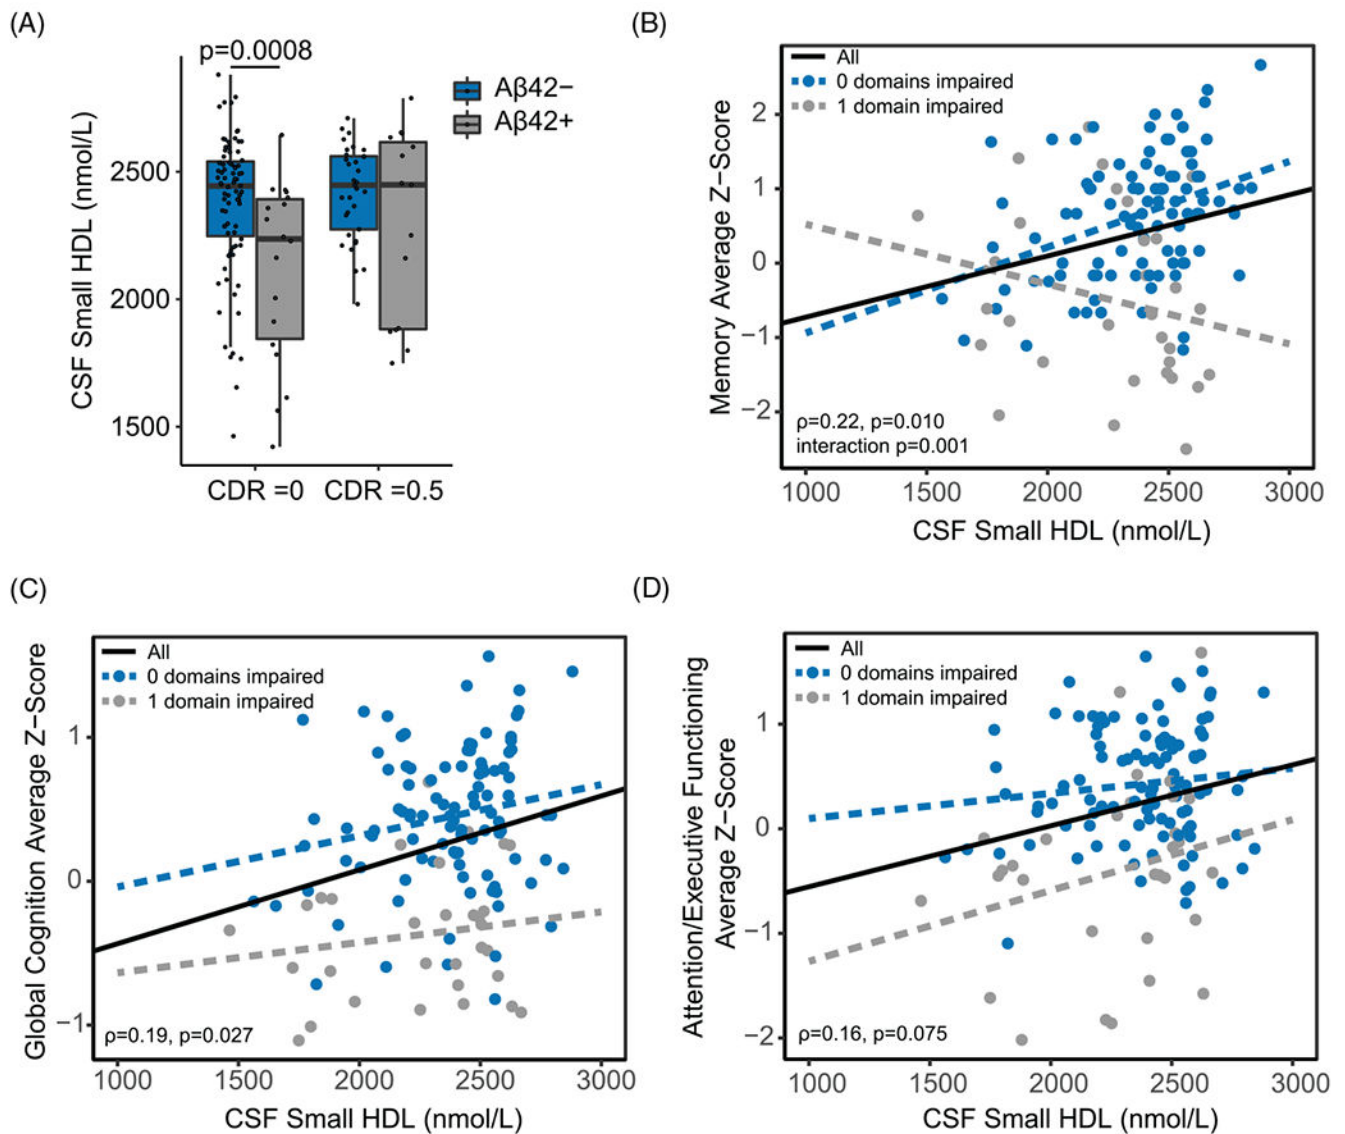 (A)
p=0.0008
Aβ42−
Aβ42+
CSF Small HDL (nmol/L)
2500
2000
1500
CDR =0
CDR =0.5
(B)
All
0 domains impaired
1 domain impaired
Memory Average Z−Score
2
1
0
−1
−2
ρ=0.22, p=0.010
interaction p=0.001
1000
1500
2000
2500
3000
CSF Small HDL (nmol/L)
(C)
All
0 domains impaired
1 domain impaired
Global Cognition Average Z−Score
1
0
−1
ρ=0.19, p=0.027
1000
1500
2000
2500
3000
CSF Small HDL (nmol/L)
(D)
All
0 domains impaired
1 domain impaired
Attention/Executive Functioning
Average Z−Score
1
0
−1
−2
ρ=0.16, p=0.075
1000
1500
2000
2500
3000
CSF Small HDL (nmol/L)